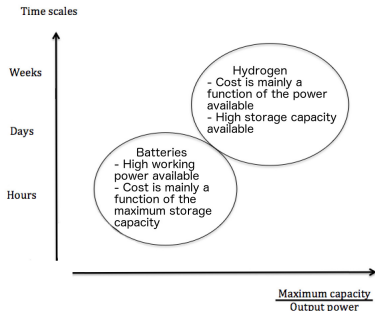 Time scales
Weeks
Hydrogen
- Cost is mainly a
function of the power
available
- High storage capacity
available
Days
Batteries
- High working
power available
- Cost is mainly a
function of the
maximum storage
capacity
Hours
Maximum capacity
Output power